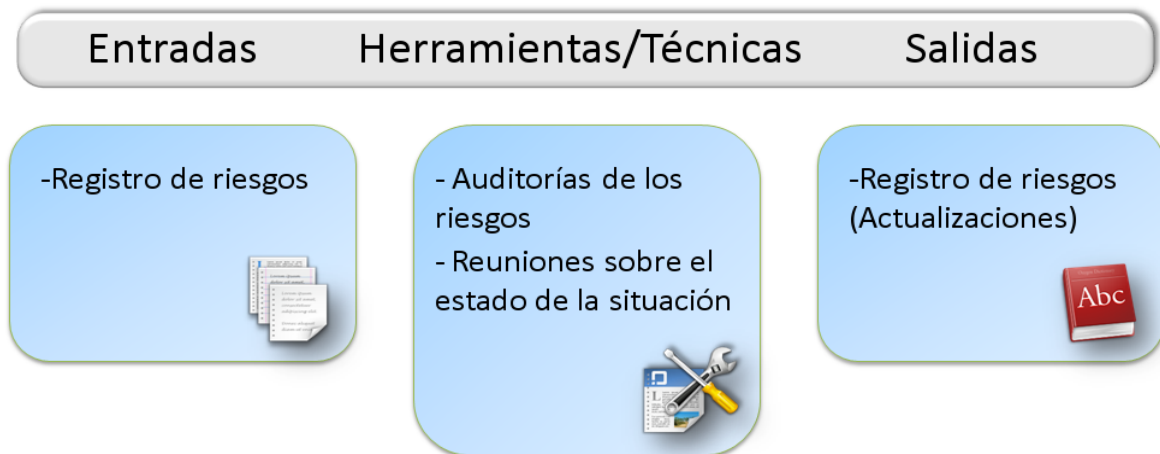 Entradas Herramientas/Técnicas Salidas
-Registro de riesgos
- Auditorías de los
riesgos
- Reuniones sobre el
estado de la situación
-Registro de riesgos
(Actualizaciones)
Abc